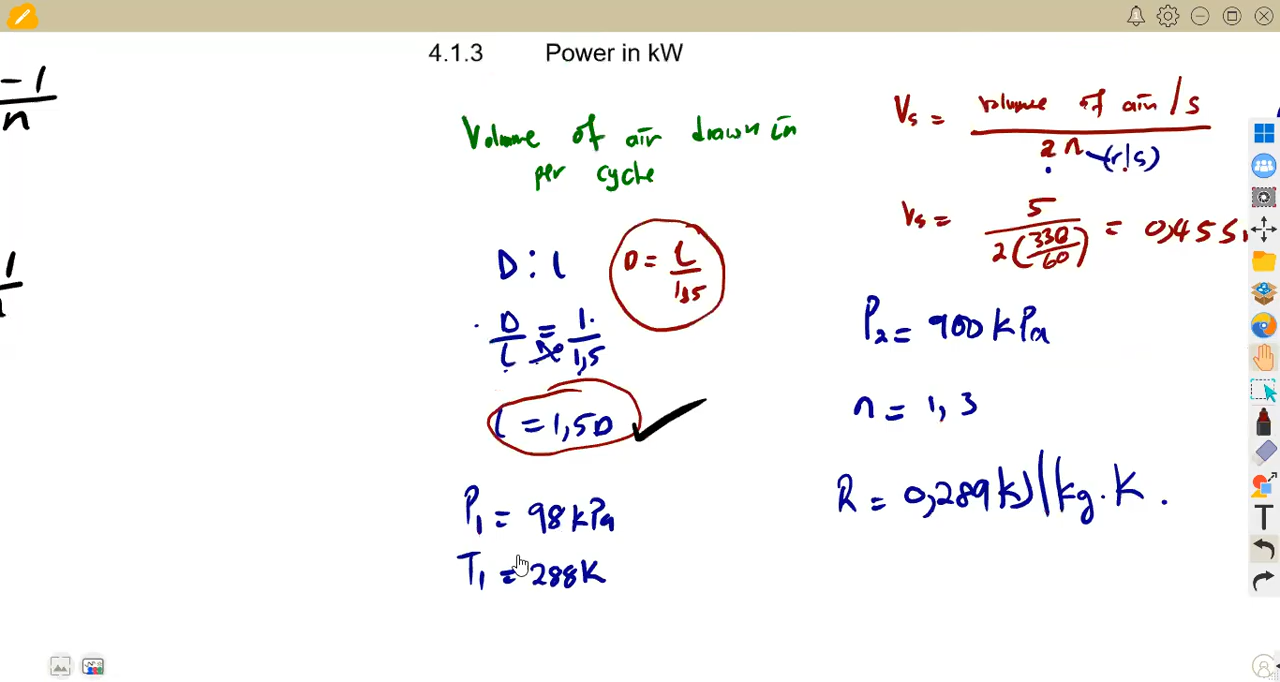 4.1.3 Power in kW
-1
n
1
Volume of air drawn in
per cycle
D : L
D = L
1,5
D = 1
L 1,5
L = 1,5D
P1 = 98 kPa
T1 = 288K
Vs = volume of air/s
2n (r/s)
Vs = 5 = 0,455
2(330/60)
P2 = 900 kPa
n = 1,3
R = 0,289 kJ/kg.K.